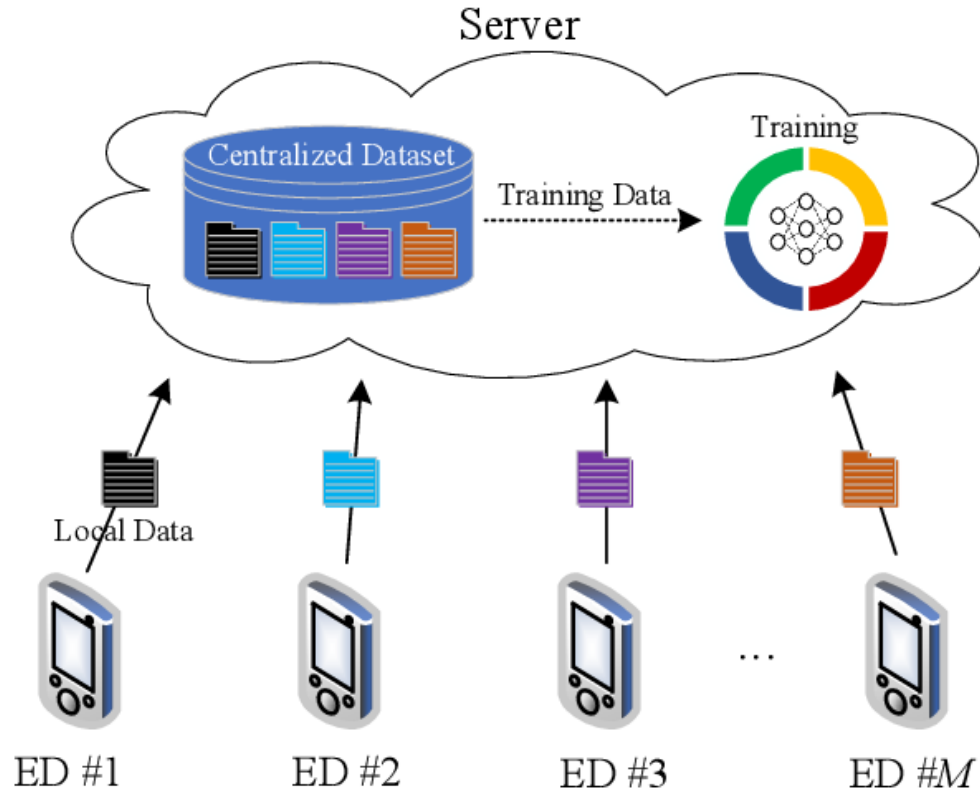 Server
Centralized Dataset
Training
Training Data
Local Data
...
ED #1
ED #2
ED #3
ED #M